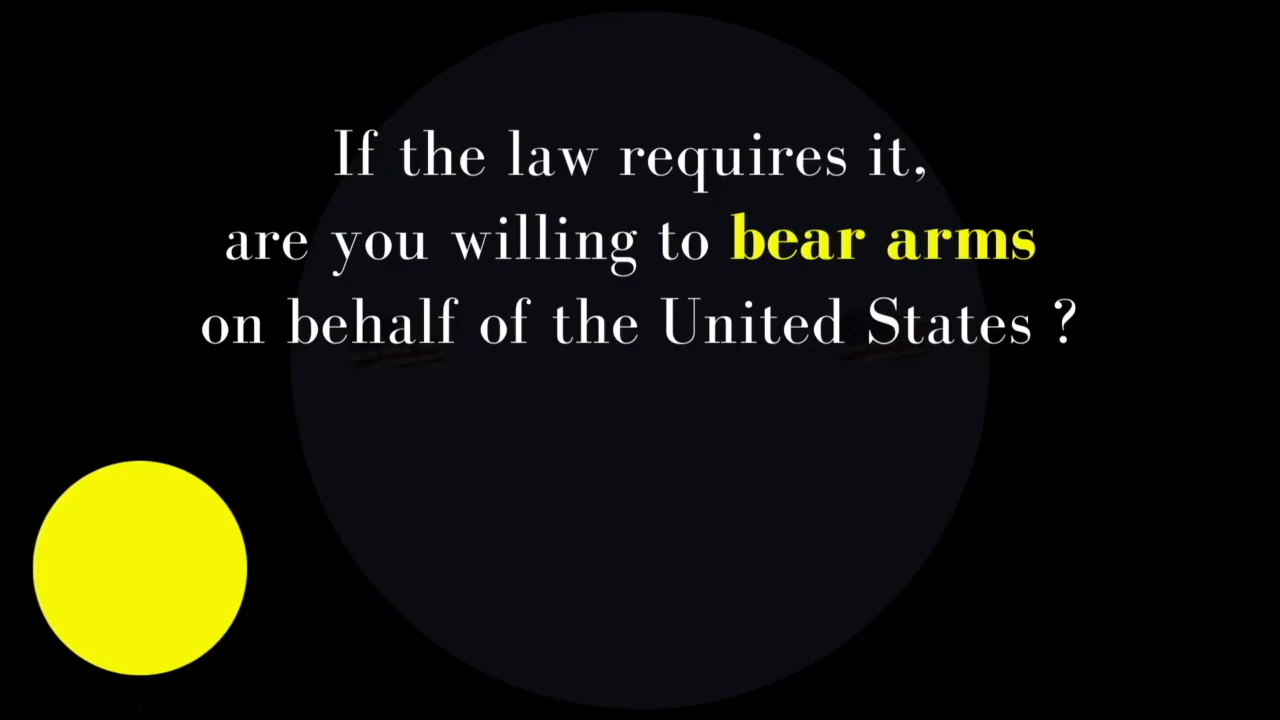 If the law requires it,
are you willing to bear arms
on behalf of the United States ?